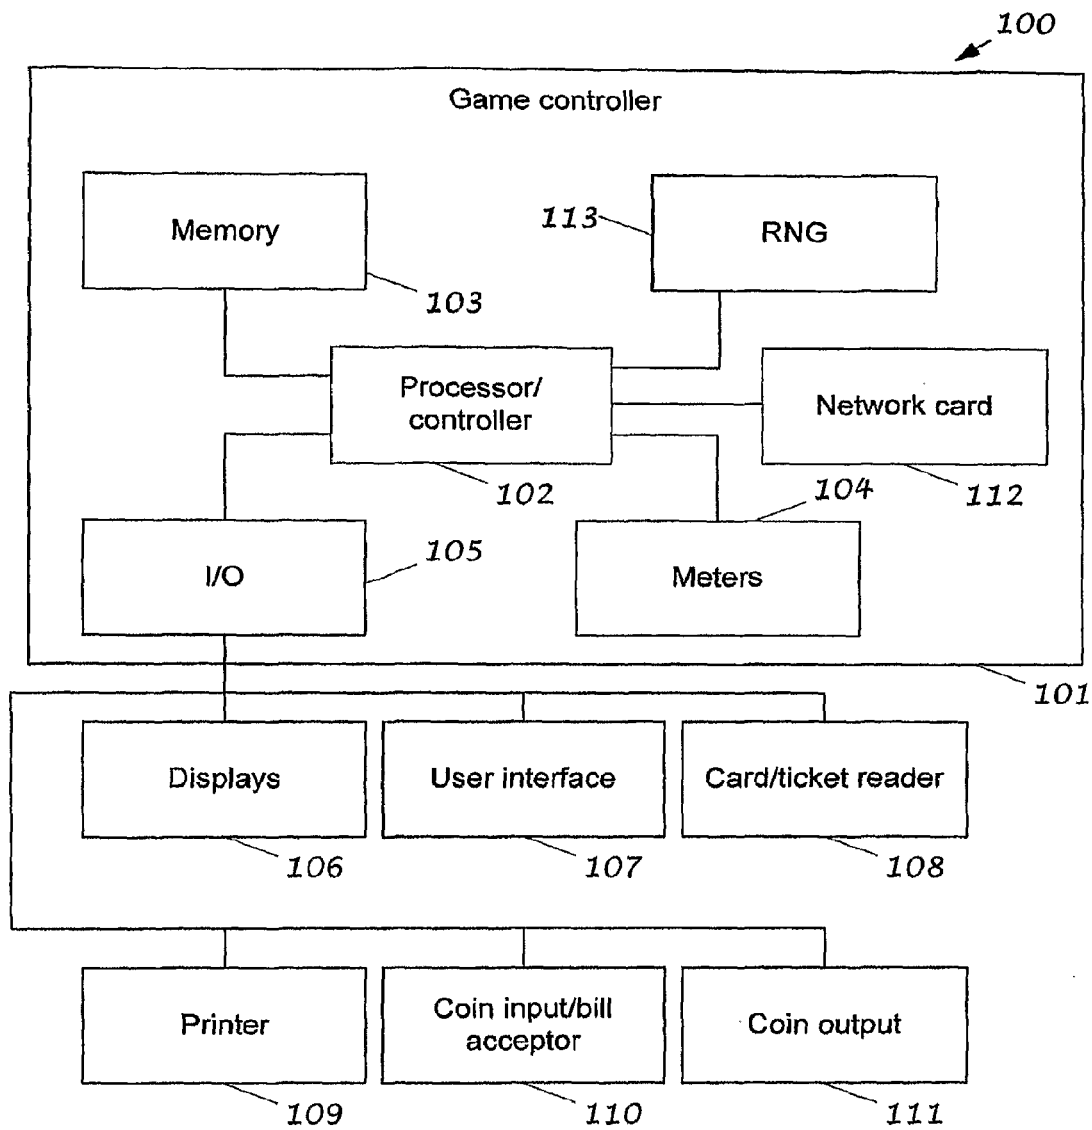 100
Game controller
Memory
113
RNG
103
Processor/
controller
Network card
102
104
112
I/O
105
Meters
101
Displays
User interface
Card/ticket reader
106
107
108
Printer
Coin input/bill
acceptor
Coin output
109
110
111